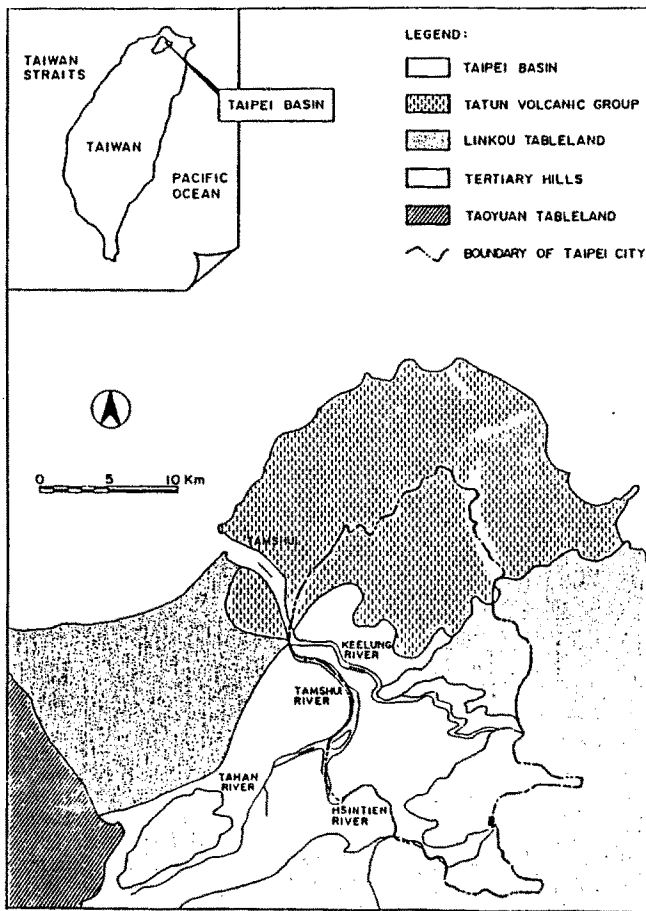 TAIWAN
STRAITS
TAIPEI BASIN
TAIWAN
PACIFIC
OCEAN
LEGEND:
TAIPEI BASIN
TATUN VOLCANIC GROUP
LINKOU TABLELAND
TERTIARY HILLS
TAOYUAN TABLELAND
BOUNDARY OF TAIPEI CITY
0 5 10 Km
TAMSHUI
KEELUNG
RIVER
TAMSHUI
RIVER
TAHAN
RIVER
HSINTIEN
RIVER